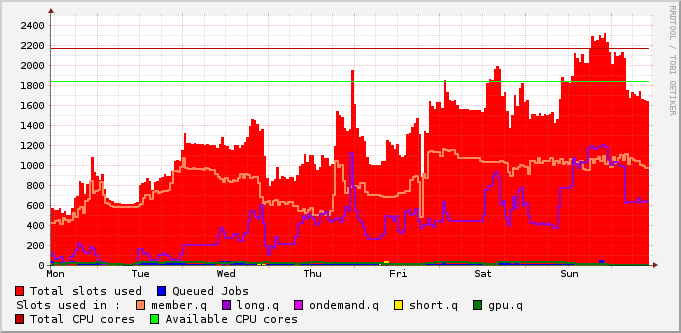 2400
2200
2000
1800
1600
1400
1200
1000
800
600
400
200
0
Mon Tue Wed Thu Fri Sat Sun
Total slots used Queued Jobs
Slots used in : member.q long.q ondemand.q short.q gpu.q
Total CPU cores Available CPU cores
RRDTOOL / TOBI OETIKER